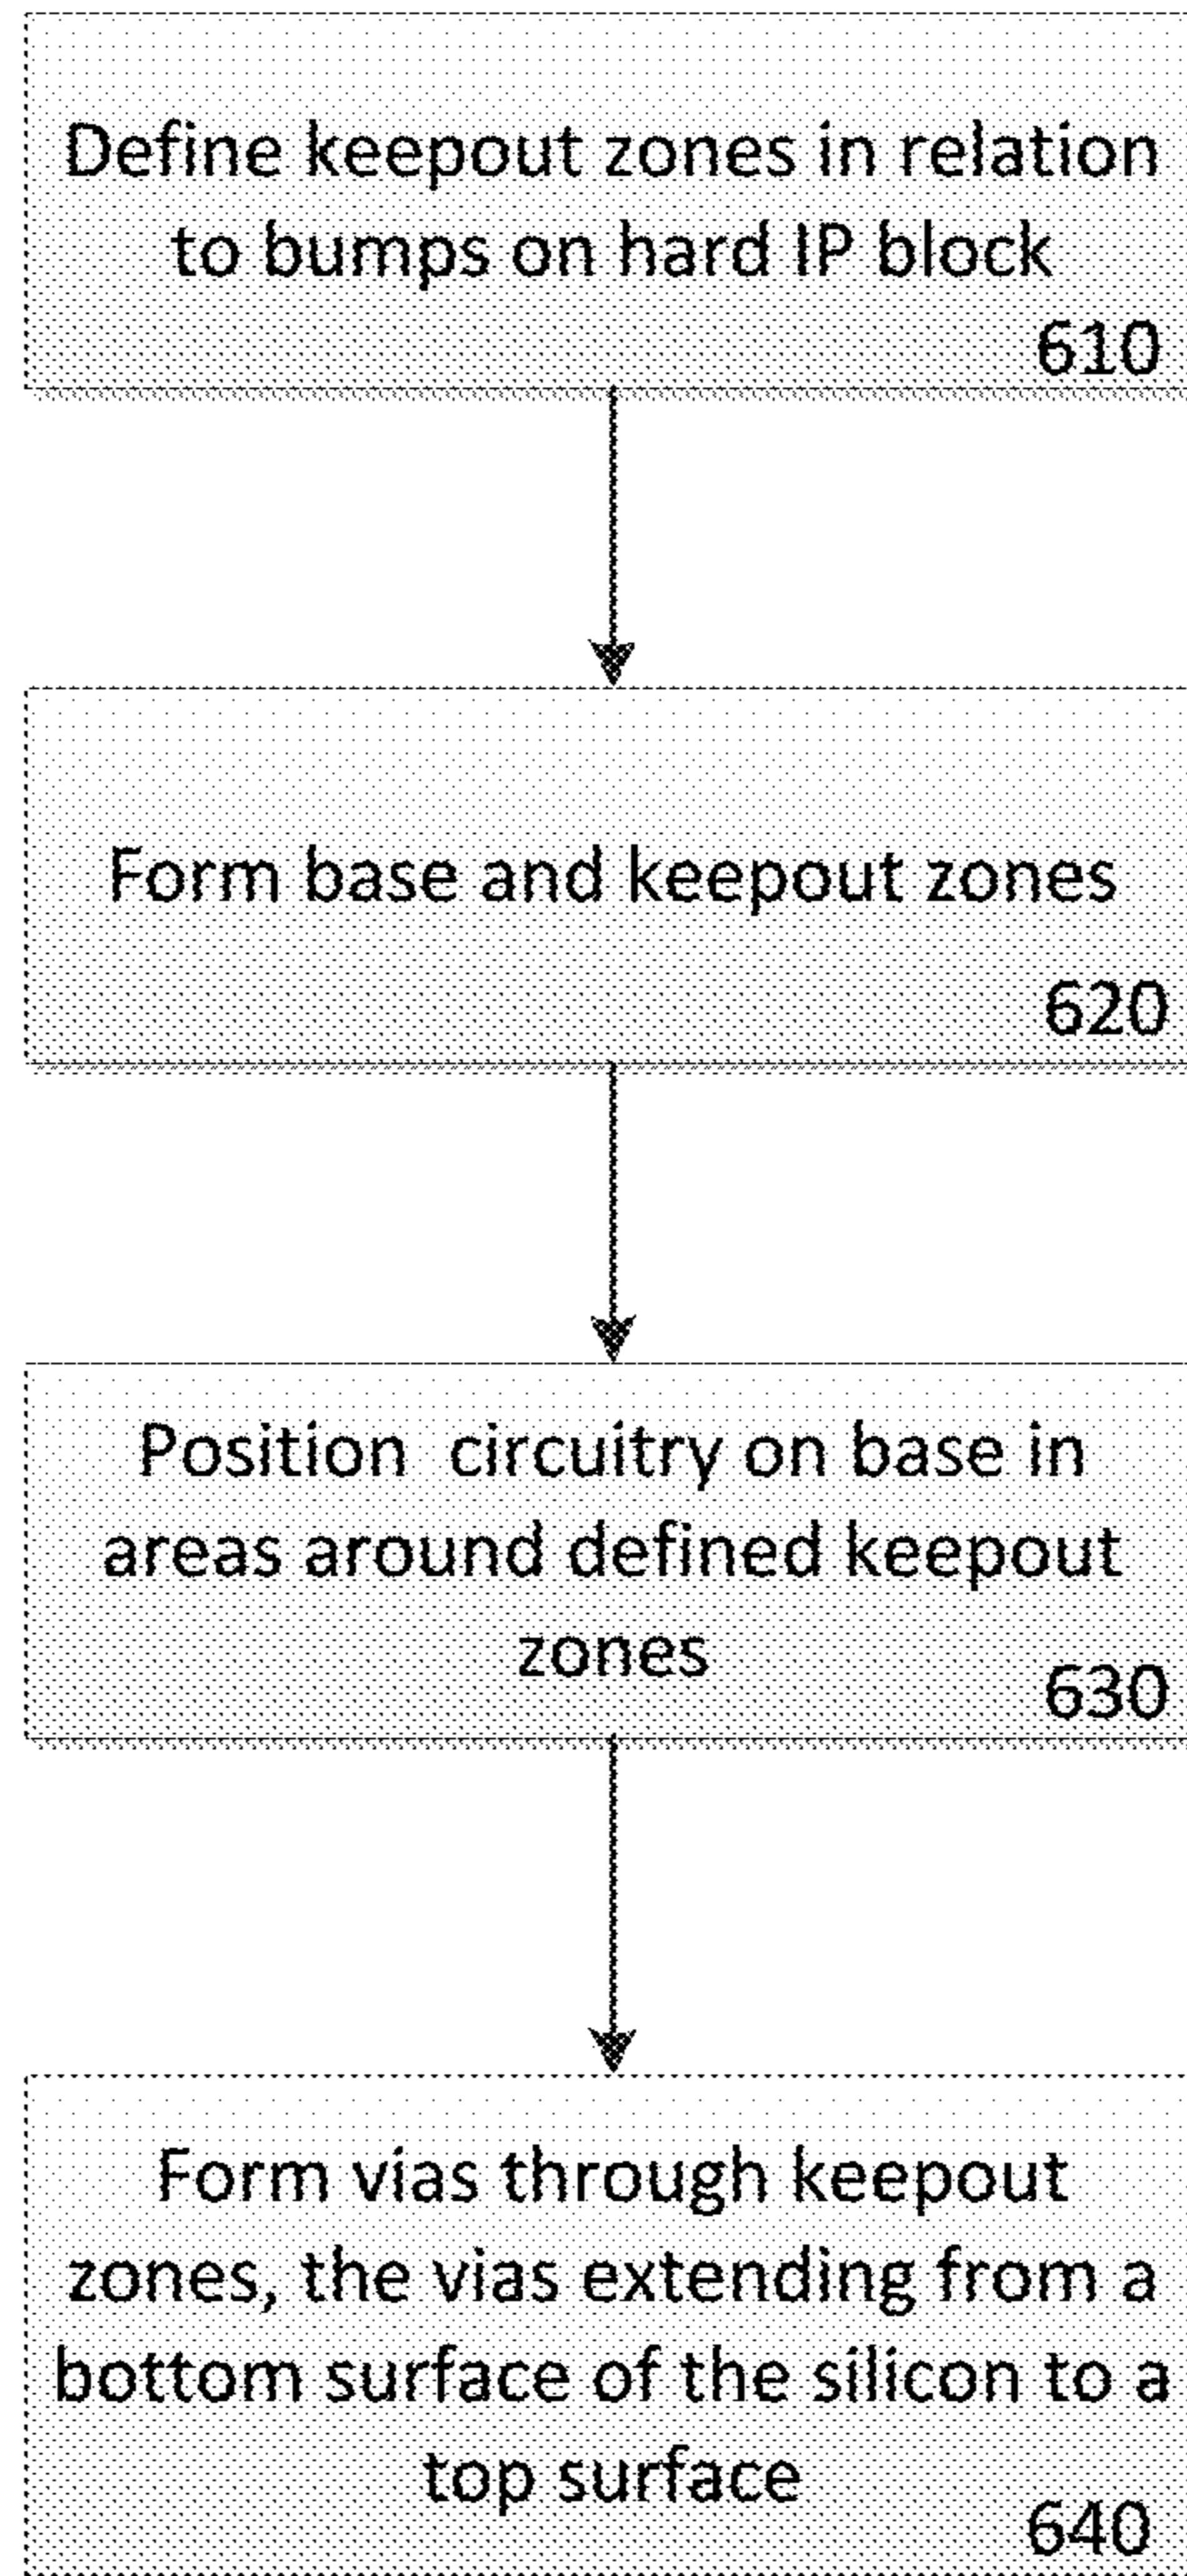 Define keepout zones in relation
to bumps on hard IP block
610
Form base and keepout zones
620
Position circuitry on base in
areas around defined keepout
zones
630
Form vias through keepout
zones, the vias extending from a
bottom surface of the silicon to a
top surface
640